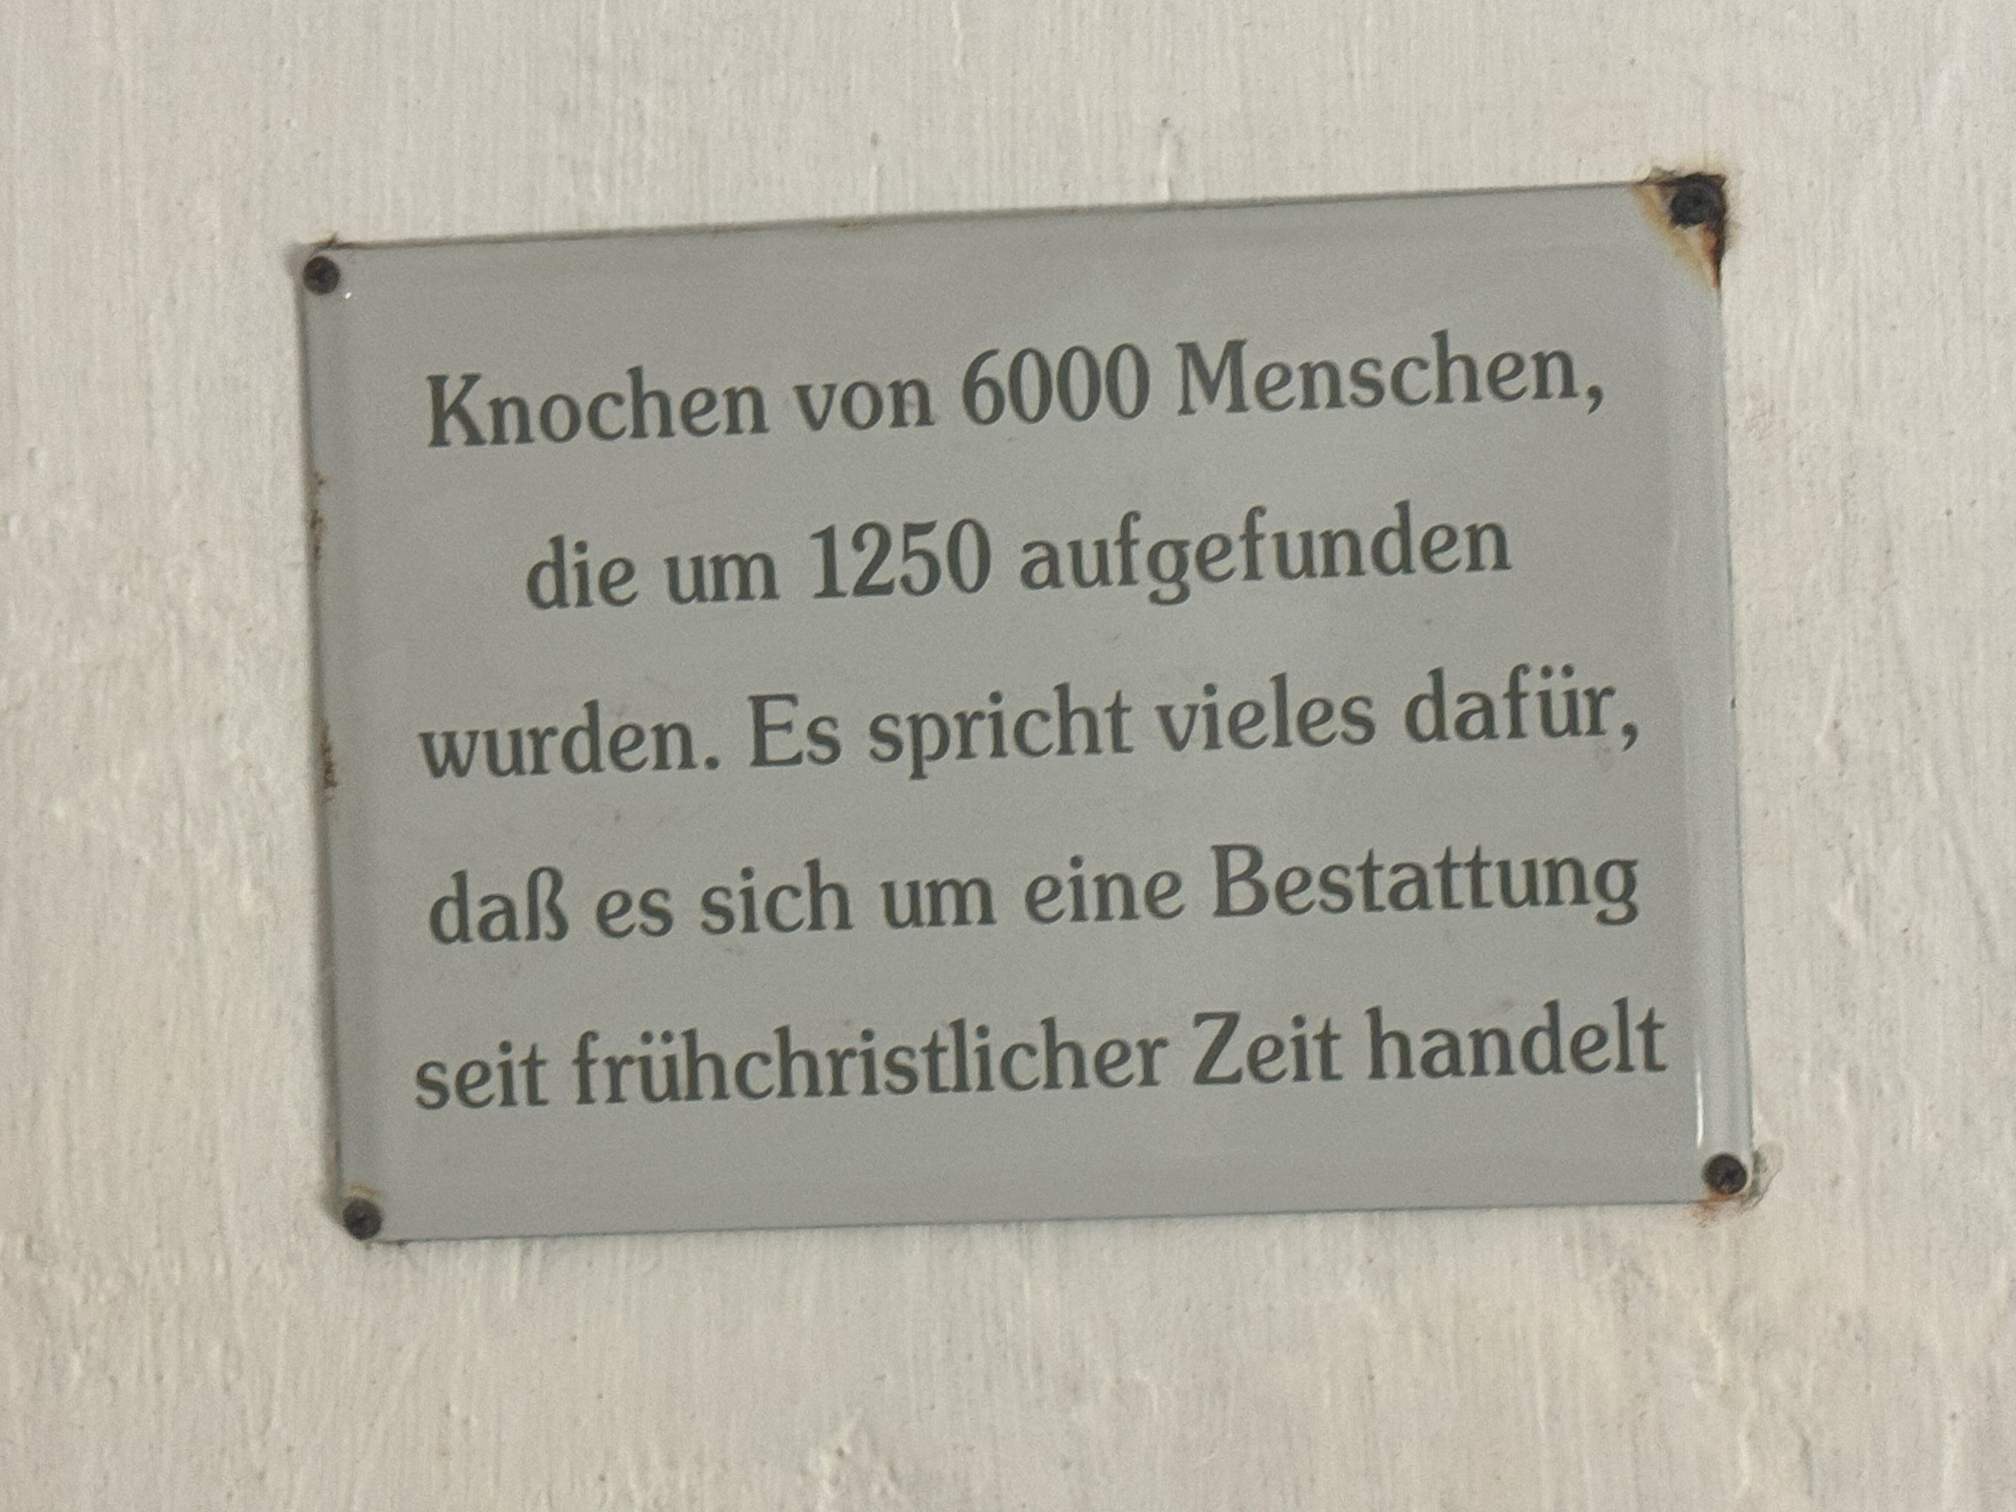 Knochen von 6000 Menschen,
die um 1250 aufgefunden
wurden. Es spricht vieles dafür,
daß es sich um eine Bestattung
seit frühchristlicher Zeit handelt